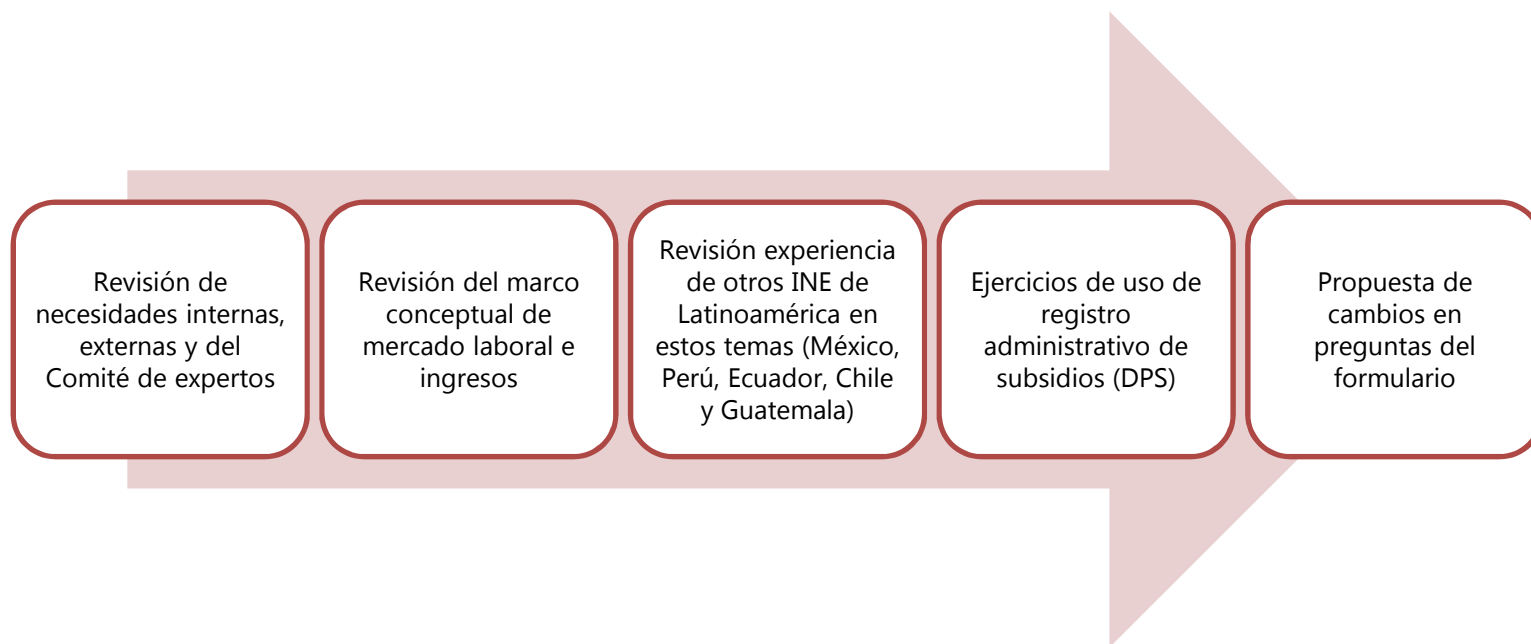 Revisión de
necesidades internas,
externas y del
Comité de expertos
Revisión del marco
conceptual de
mercado laboral e
ingresos
Revisión experiencia
de otros INE de
Latinoamérica en
estos temas (México,
Perú, Ecuador, Chile
y Guatemala)
Ejercicios de uso de
registro
administrativo de
subsidios (DPS)
Propuesta de
cambios en
preguntas del
formulario